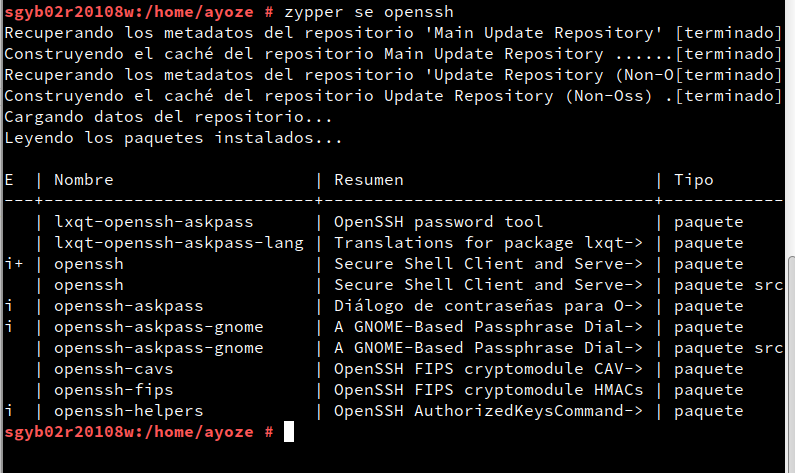 sgyb02r20108w:/home/ayoze # zypper se openssh
Recuperando los metadatos del repositorio 'Main Update Repository' [terminado]
Construyendo el caché del repositorio Main Update Repository ......[terminado]
Recuperando los metadatos del repositorio 'Update Repository (Non-O[terminado]
Construyendo el caché del repositorio Update Repository (Non-Oss) .[terminado]
Cargando datos del repositorio...
Leyendo los paquetes instalados...

E  | Nombre                     | Resumen                         | Tipo
---+----------------------------+---------------------------------+------------
   | lxqt-openssh-askpass       | OpenSSH password tool           | paquete
   | lxqt-openssh-askpass-lang  | Translations for package lxqt-> | paquete
i+ | openssh                    | Secure Shell Client and Serve-> | paquete
   | openssh                    | Secure Shell Client and Serve-> | paquete src
i  | openssh-askpass            | Diálogo de contraseñas para O-> | paquete
i  | openssh-askpass-gnome      | A GNOME-Based Passphrase Dial-> | paquete
   | openssh-askpass-gnome      | A GNOME-Based Passphrase Dial-> | paquete src
   | openssh-cavs               | OpenSSH FIPS cryptomodule CAV-> | paquete
   | openssh-fips               | OpenSSH FIPS cryptomodule HMACs | paquete
i  | openssh-helpers            | OpenSSH AuthorizedKeysCommand-> | paquete
sgyb02r20108w:/home/ayoze #